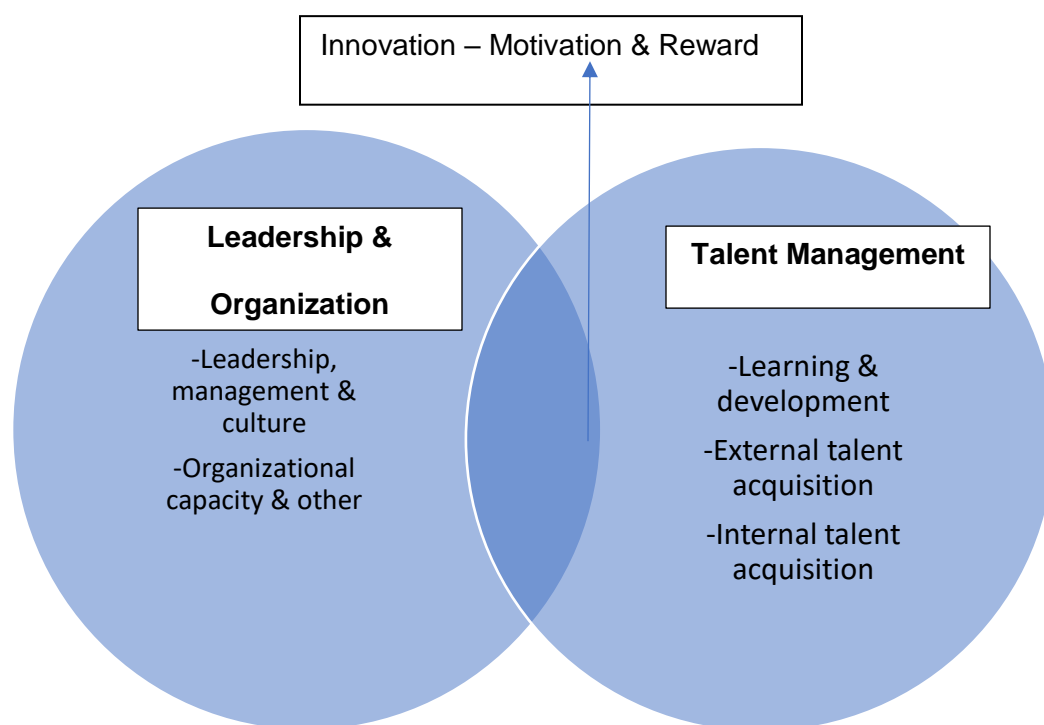 Innovation – Motivation & Reward
Leadership &
Organization
-Leadership,
management &
culture
-Organizational
capacity & other
Talent Management
-Learning &
development
-External talent
acquisition
-Internal talent
acquisition